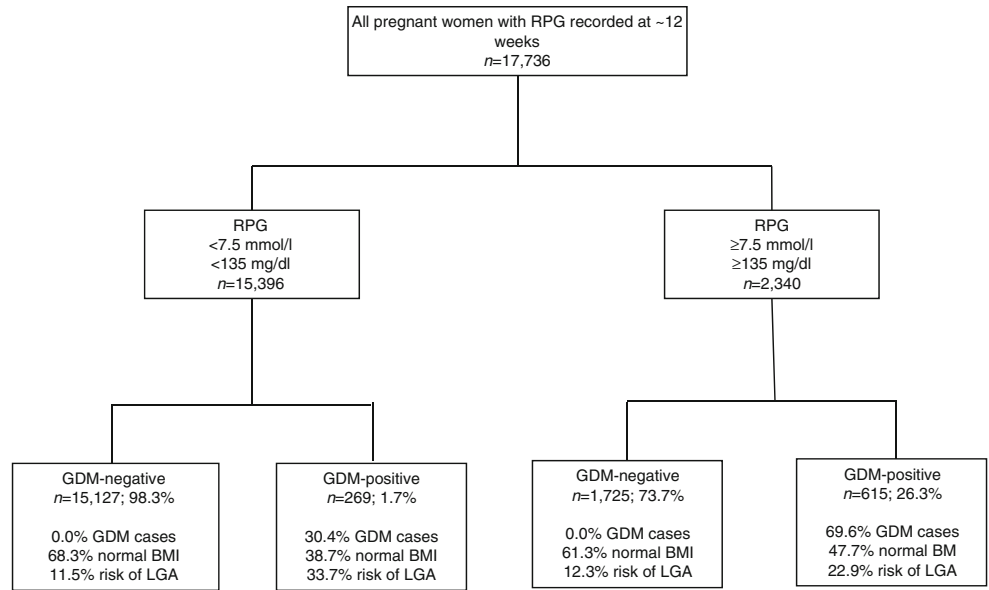 All pregnant women with RPG recorded at ~12
weeks
n=17,736
RPG
<7.5 mmol/l
<135 mg/dl
n=15,396
RPG
≥7.5 mmol/l
≥135 mg/dl
n=2,340
GDM-negative
n=15,127; 98.3%
0.0% GDM cases
68.3% normal BMI
11.5% risk of LGA
GDM-positive
n=269; 1.7%
30.4% GDM cases
38.7% normal BMI
33.7% risk of LGA
GDM-negative
n=1,725; 73.7%
0.0% GDM cases
61.3% normal BMI
12.3% risk of LGA
GDM-positive
n=615; 26.3%
69.6% GDM cases
47.7% normal BM
22.9% risk of LGA